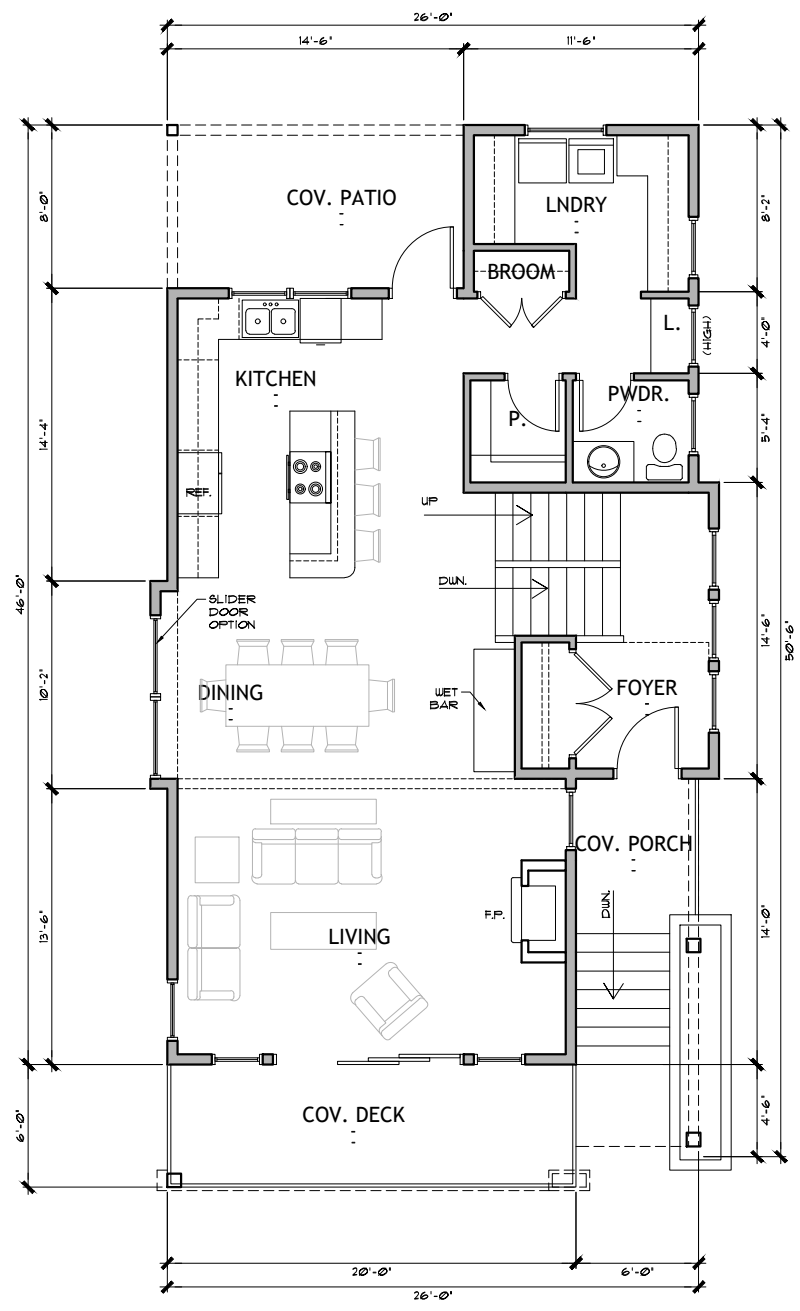 26'-0"
14'-6"
11'-6"
COV. PATIO
LNDRY
8'-0"
8'-2"
BROOM
L.
(HIGH)
4'-0"
KITCHEN
PWDR.
P.
5'-4"
14'-4"
REF.
UP
DWN.
46'-0"
SLIDER
DOOR
OPTION
14'-6"
50'-6"
10'-2"
DINING
WET
BAR
FOYER
COV. PORCH
DWN.
F.P.
13'-6"
LIVING
14'-0"
COV. DECK
6'-0"
4'-6"
20'-0"
6'-0"
26'-0"